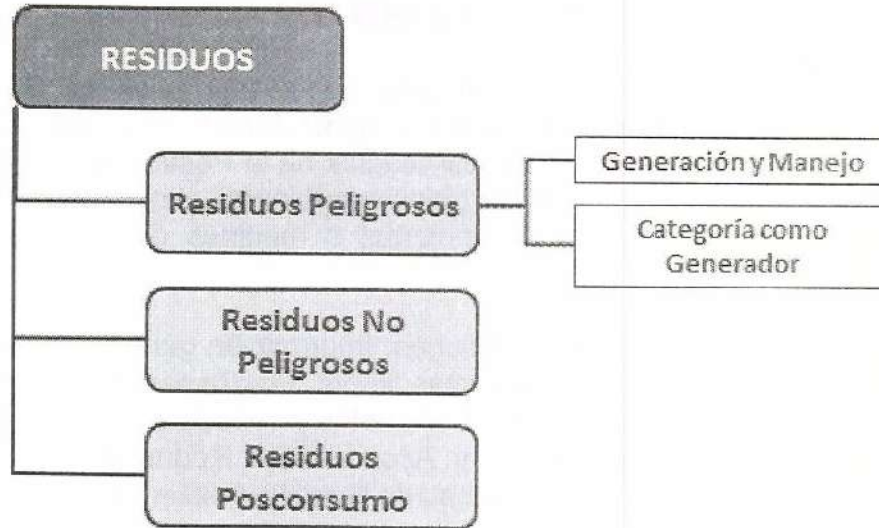 RESIDUOS
Residuos Peligrosos
Generación y Manejo
Categoría como
Generador
Residuos No
Peligrosos
Residuos
Posconsumo